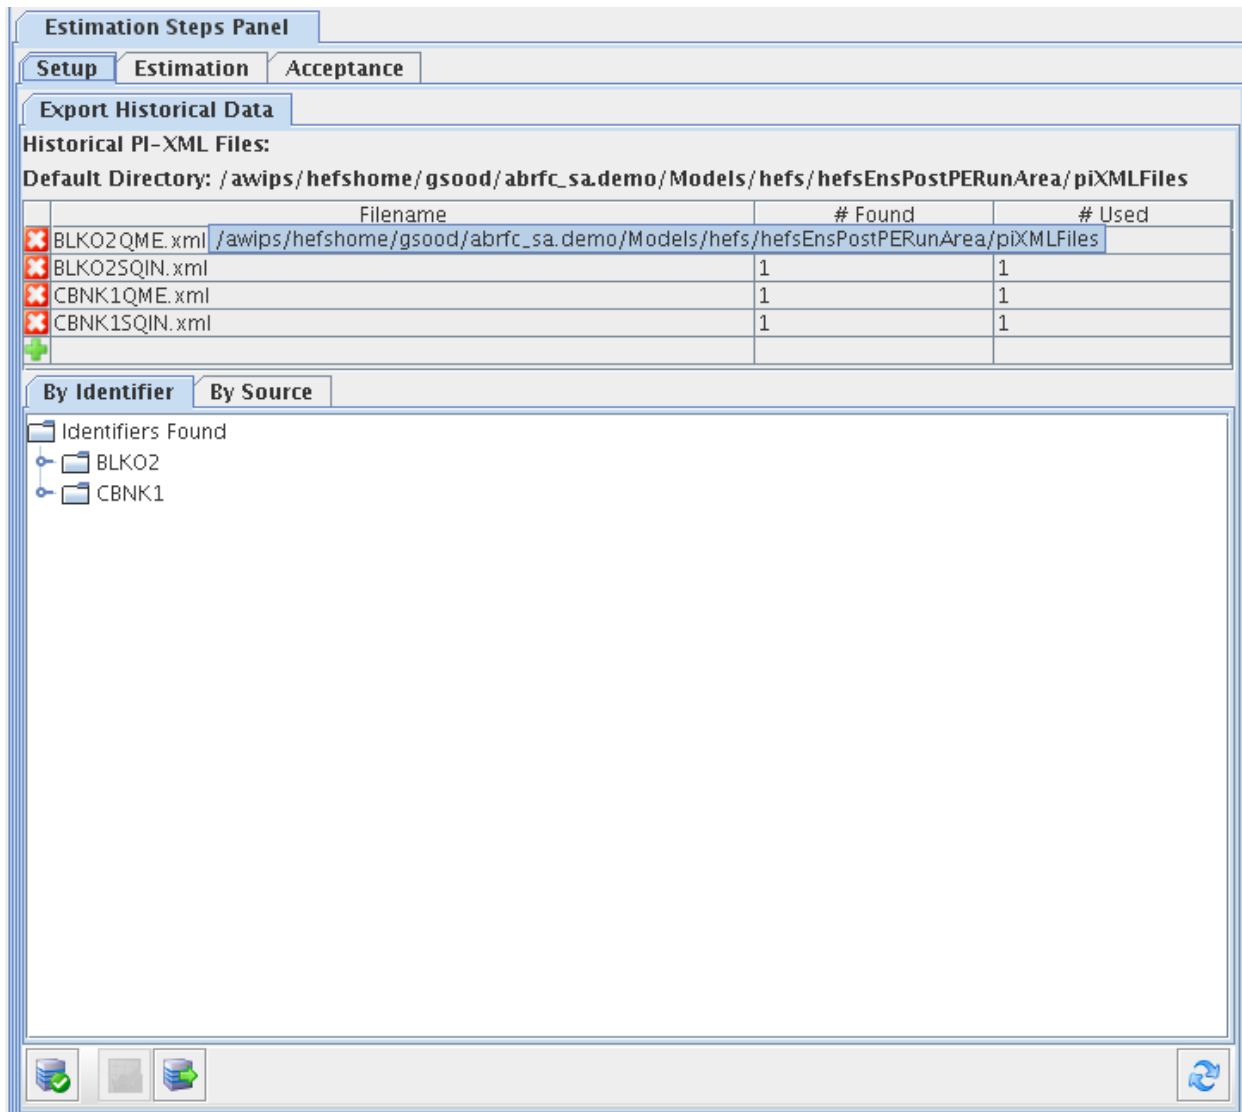 Estimation Steps Panel
Setup Estimation Acceptance
Export Historical Data
Historical PI-XML Files:
Default Directory: /awips/hefshome/gsood/abrfc_sa.demo/Models/hefs/hefsEnsPostPERunArea/piXMLFiles
Filename # Found # Used
BLKO2QME.xml /awips/hefshome/gsood/abrfc_sa.demo/Models/hefs/hefsEnsPostPERunArea/piXMLFiles
BLKO2SQIN.xml 1 1
CBNK1QME.xml 1 1
CBNK1SQIN.xml 1 1
By Identifier By Source
Identifiers Found
BLKO2
CBNK1